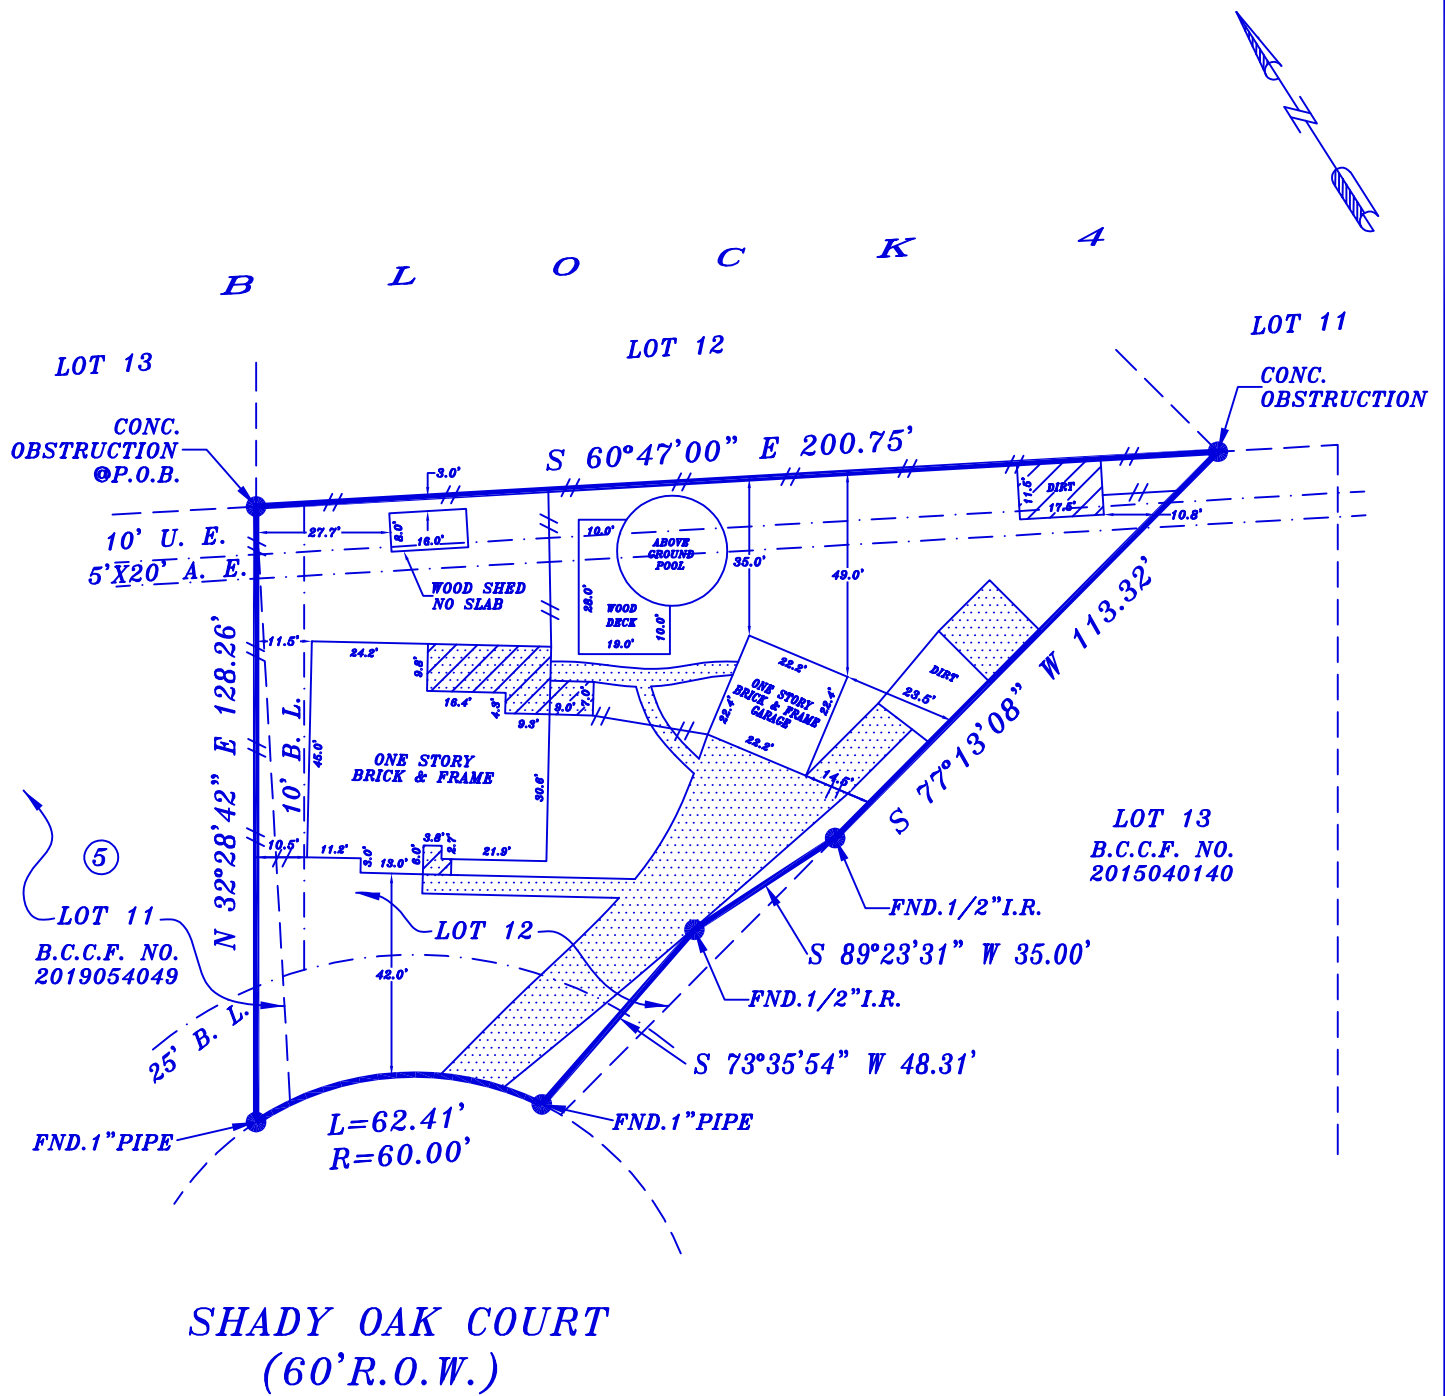 N
B L O C K 4
LOT 13
LOT 12
LOT 11
CONC.
OBSTRUCTION
@P.O.B.
CONC.
OBSTRUCTION
S 60°47'00" E 200.75'
3.0'
10' U. E.
5'X20' A. E.
27.7'
8.0'
16.0'
WOOD SHED
NO SLAB
10.0'
ABOVE
GROUND
POOL
28.0'
WOOD
DECK
19.0'
10.0'
35.0'
49.0'
11.5'
DIRT
17.5'
10.8'
N 32°28'42" E 128.26'
10' B. L.
11.5'
24.2'
9.8'
16.4'
4.3'
9.3'
9.0'
7.0'
45.0'
ONE STORY
BRICK & FRAME
30.6'
22.2'
22.4'
ONE STORY
BRICK & FRAME
GARAGE
22.4'
22.2'
DIRT
23.5'
14.5'
S 77°13'08" W 113.32'
10.5'
11.2'
3.0'
13.0'
3.8'
6.0'
2.7'
21.9'
5
LOT 11
B.C.C.F. NO.
2019054049
LOT 12
42.0'
25' B. L.
LOT 13
B.C.C.F. NO.
2015040140
FND.1/2"I.R.
S 89°23'31" W 35.00'
FND.1/2"I.R.
S 73°35'54" W 48.31'
FND.1"PIPE
FND.1"PIPE
L=62.41'
R=60.00'
SHADY OAK COURT
(60'R.O.W.)